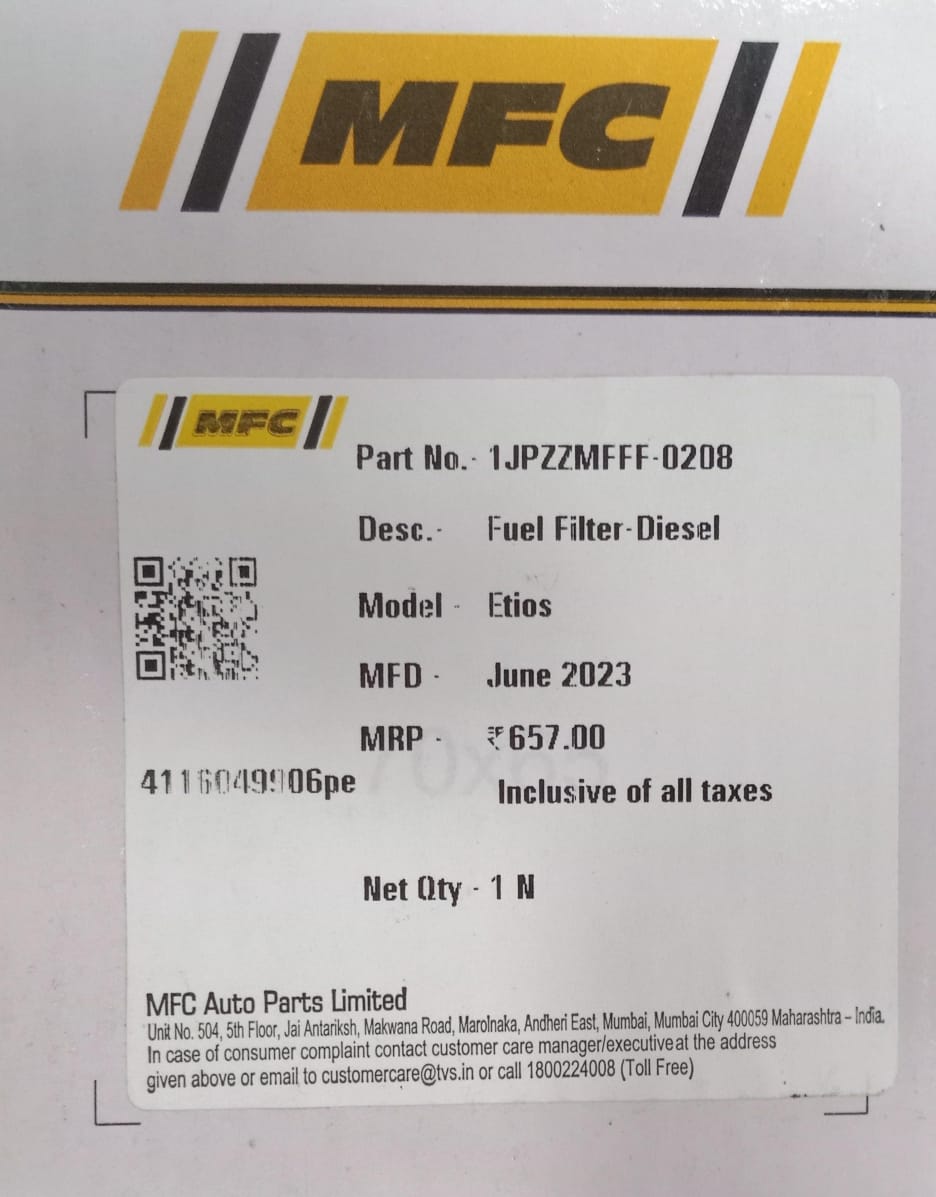 MFC
MFC
Part No.- 1JPZZMFFF-0208
Desc.- Fuel Filter-Diesel
Model - Etios
MFD - June 2023
MRP - ₹657.00
4116049906pe
Inclusive of all taxes
Net Qty - 1 N
MFC Auto Parts Limited
Unit No. 504, 5th Floor, Jai Antariksh, Makwana Road, Marolnaka, Andheri East, Mumbai, Mumbai City 400059 Maharashtra – India.
In case of consumer complaint contact customer care manager/executive at the address
given above or email to customercare@tvs.in or call 1800224008 (Toll Free)